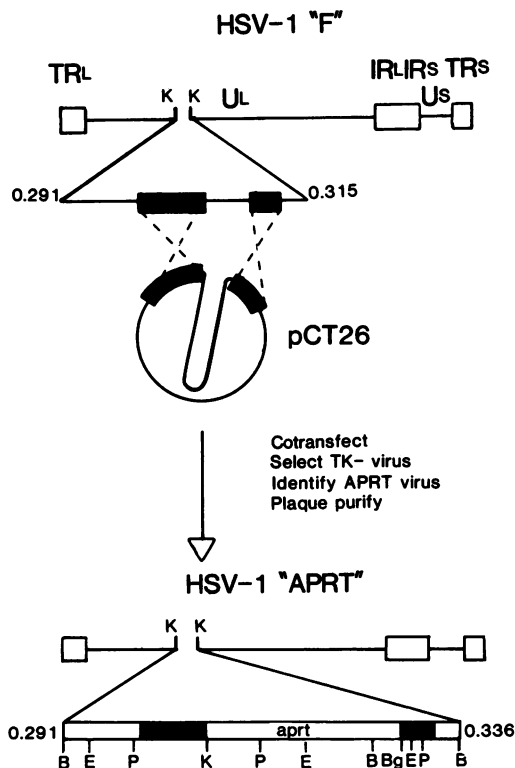 HSV-1 "F"
TRL IRLIRS TRS
K K UL US
0.291 0.315
pCT26
Cotransfect
Select TK- virus
Identify APRT virus
Plaque purify
HSV-1 "APRT"
K K
0.291 aprt 0.336
B E P K P E B Bg E P B